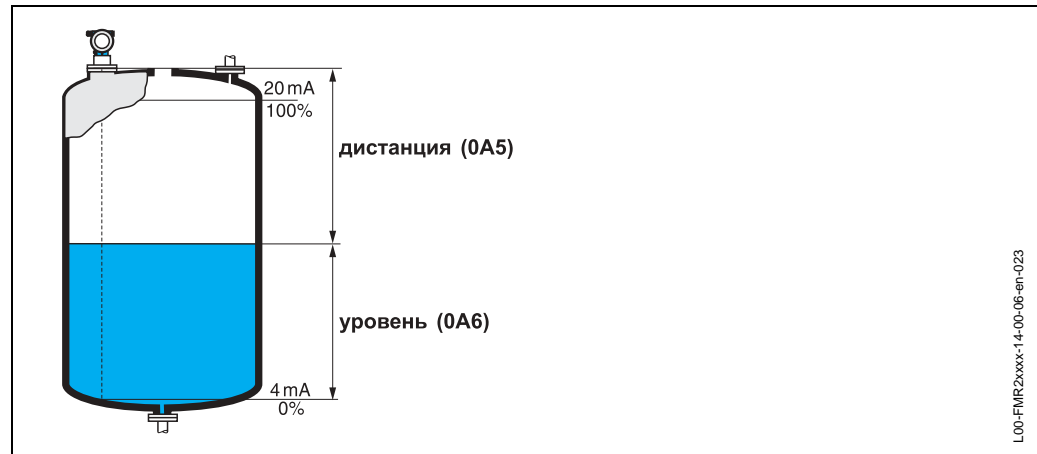 20 mA
100%
дистанция (0A5)
уровень (0A6)
4 mA
0%
L00-FMR2xxxx-14-00-06-en-023